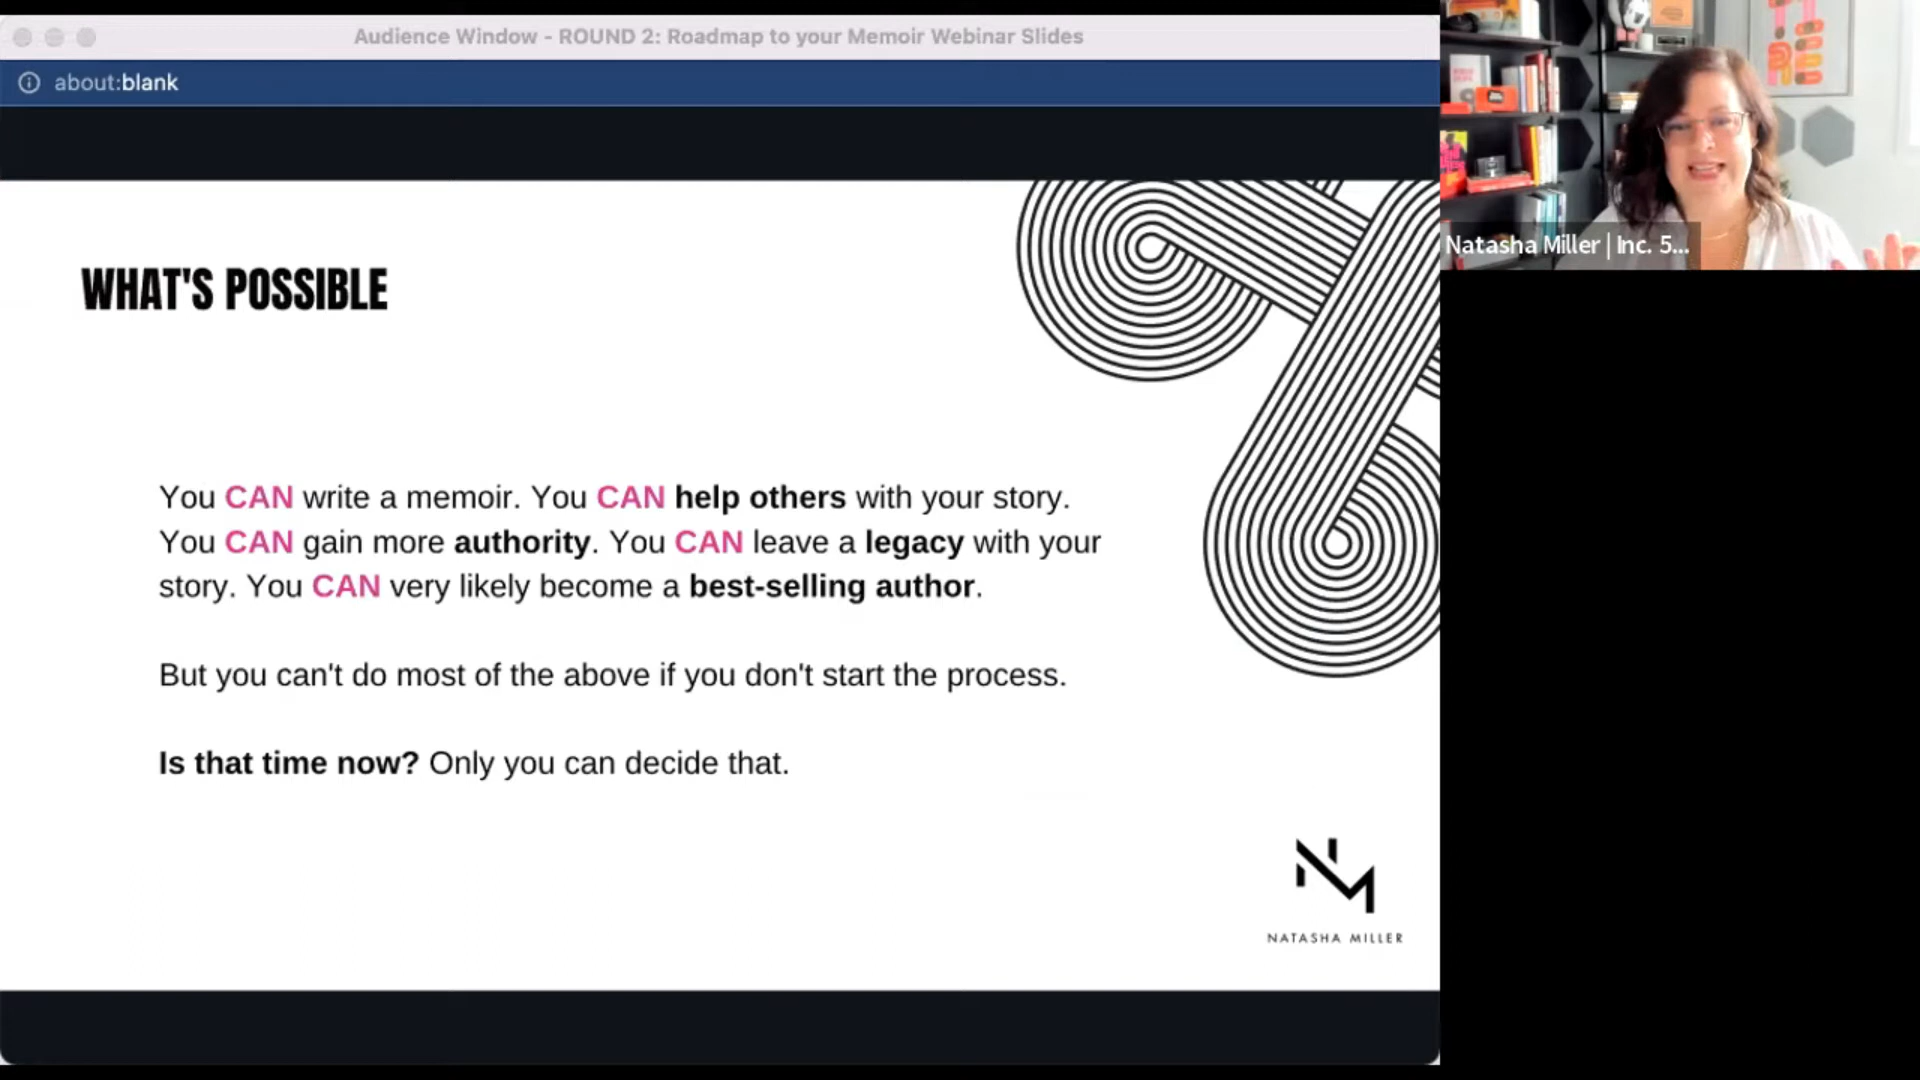 Audience Window - ROUND 2: Roadmap to your Memoir Webinar Slides
about:blank
Natasha Miller | Inc. 5...
WHAT'S POSSIBLE
You CAN write a memoir. You CAN help others with your story.
You CAN gain more authority. You CAN leave a legacy with your
story. You CAN very likely become a best-selling author.
But you can't do most of the above if you don't start the process.
Is that time now? Only you can decide that.
NM
NATASHA MILLER